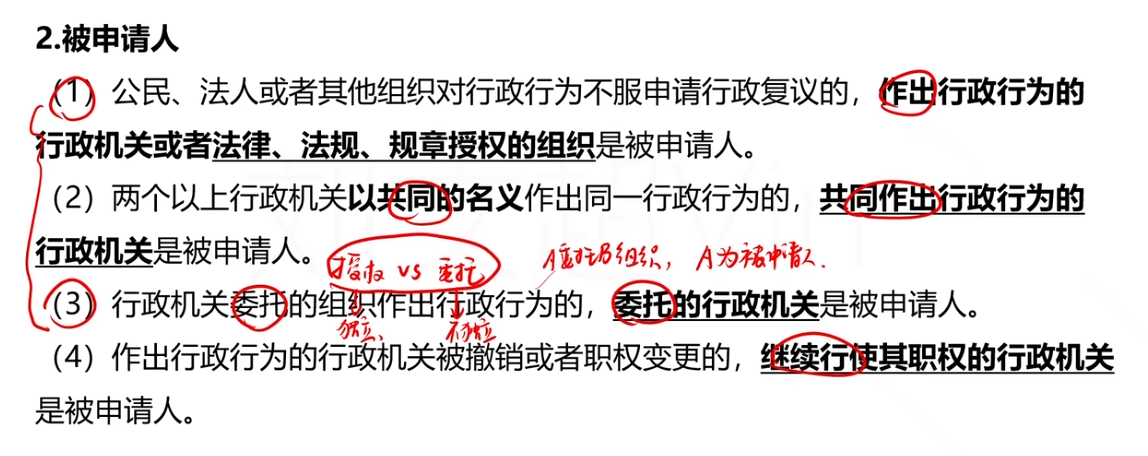 2.被申请人
（1）公民、法人或者其他组织对行政行为不服申请行政复议的，作出行政行为的
行政机关或者法律、法规、规章授权的组织是被申请人。
（2）两个以上行政机关以共同的名义作出同一行政行为的，共同作出行政行为的
行政机关是被申请人。
授权 VS 委托
A委托B组织，A为被申请人.
（3）行政机关委托的组织作出行政行为的，委托的行政机关是被申请人。
独立、 不独立
（4）作出行政行为的行政机关被撤销或者职权变更的，继续行使其职权的行政机关
是被申请人。